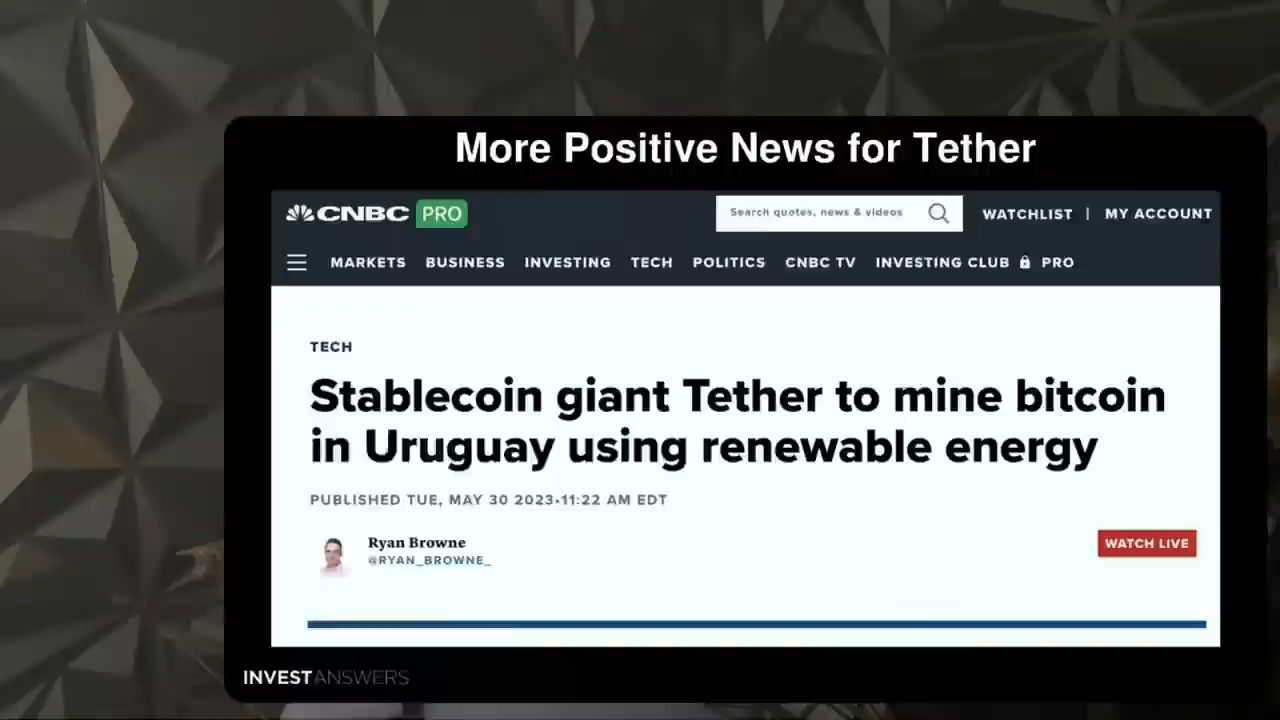 More Positive News for Tether
CNBC PRO
Search quotes, news & videos
WATCHLIST | MY ACCOUNT
MARKETS BUSINESS INVESTING TECH POLITICS CNBC TV INVESTING CLUB PRO
TECH
Stablecoin giant Tether to mine bitcoin
in Uruguay using renewable energy
PUBLISHED TUE, MAY 30 2023•11:22 AM EDT
Ryan Browne
@RYAN_BROWNE_
WATCH LIVE
INVESTANSWERS